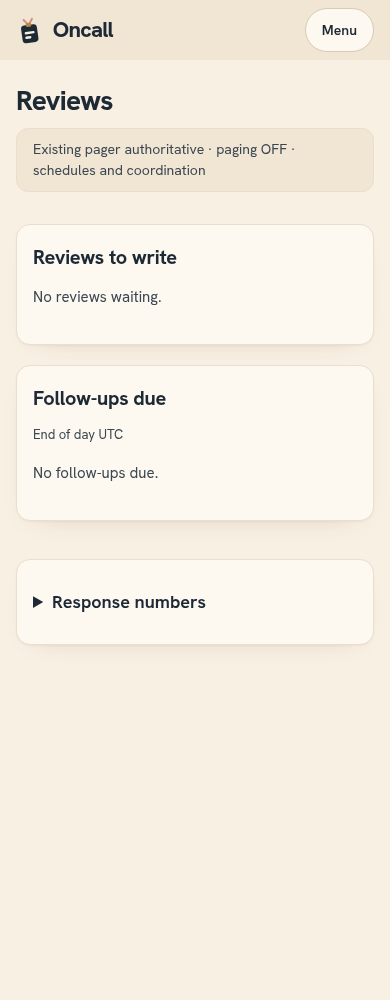 Oncall
Menu
Reviews
Existing pager authoritative · paging OFF ·
schedules and coordination
Reviews to write
No reviews waiting.
Follow-ups due
End of day UTC
No follow-ups due.
Response numbers